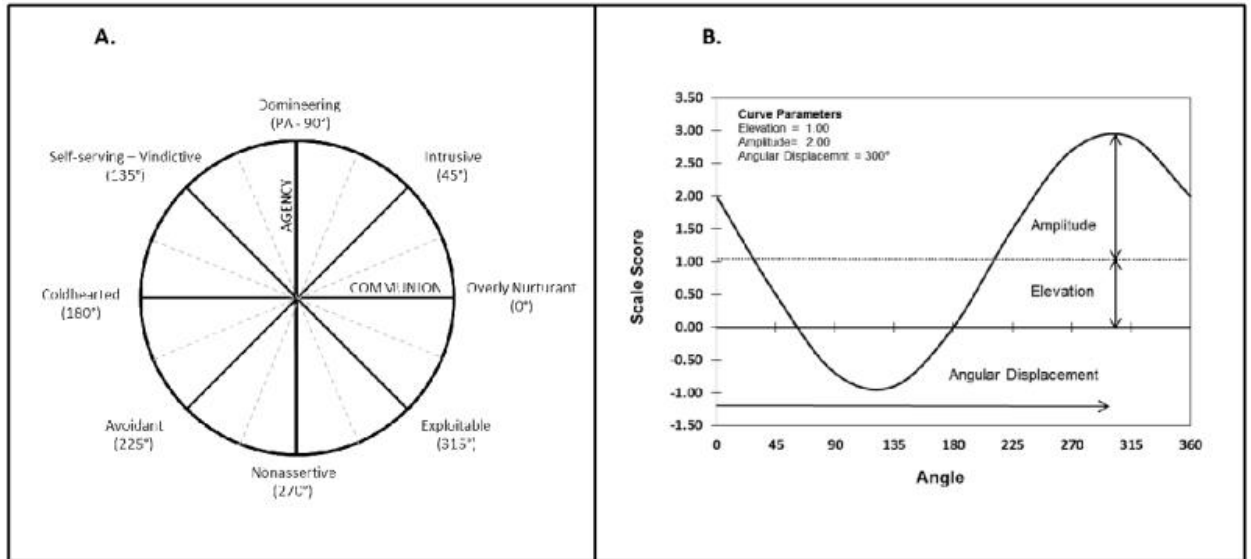 A.
Domineering
(PA - 90°)
Self-serving – Vindictive
(135°)
Intrusive
(45°)
AGENCY
Coldhearted
(180°)
COMMUNION
Overly Nurturant
(0°)
Avoidant
(225°)
Exploitable
(315°)
Nonassertive
(270°)
B.
Curve Parameters
Elevation = 1.00
Amplitude= 2.00
Angular Displacemnt = 300°
3.50
3.00
2.50
2.00
1.50
1.00
0.50
0.00
-0.50
-1.00
-1.50
Scale Score
Amplitude
Elevation
Angular Displacement
0 45 90 135 180 225 270 315 360
Angle